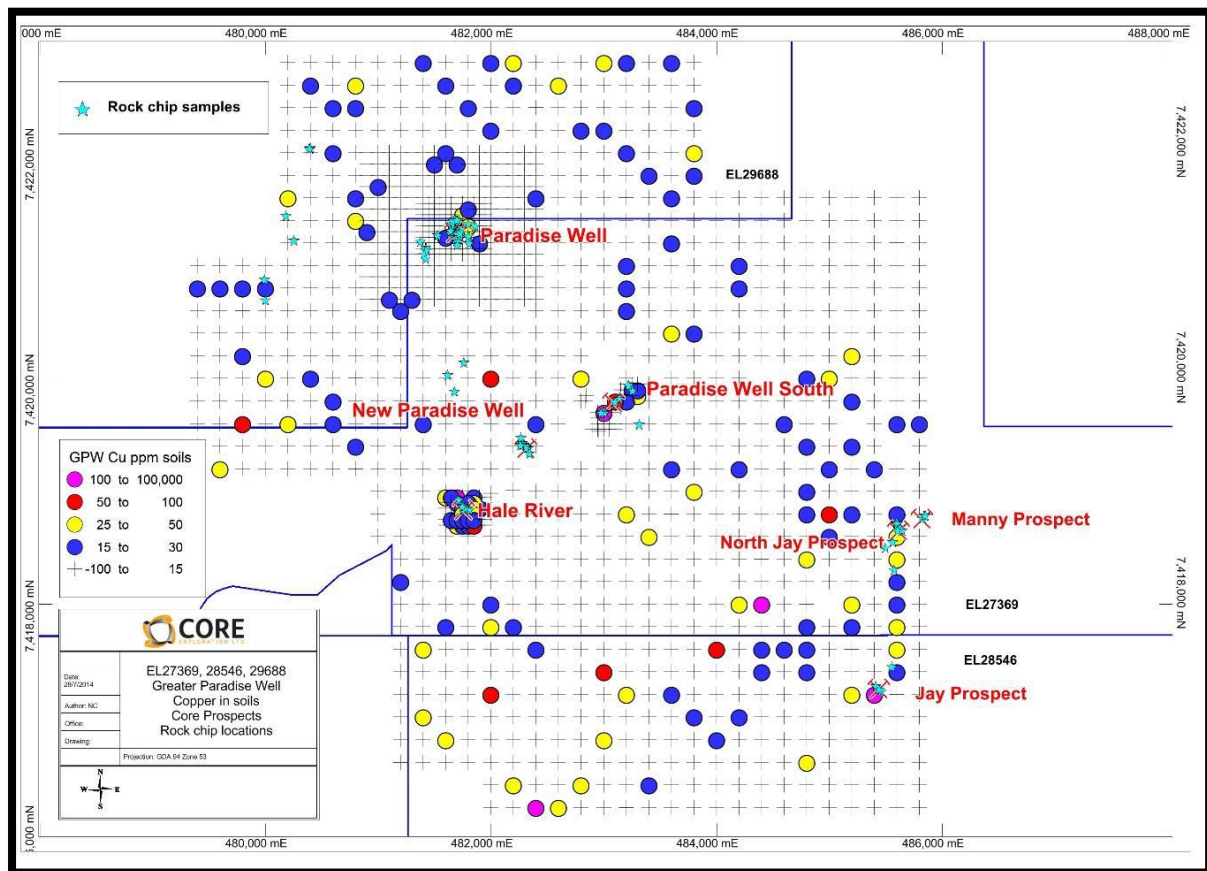 000 mE
480,000 mE
482,000 mE
484,000 mE
486,000 mE
488,000 mE
Rock chip samples
7,422,000 mN
7,422,000 mN
EL29688
Paradise Well
7,420,000 mN
7,420,000 mN
Paradise Well South
New Paradise Well
GPW Cu ppm soils
100 to 100,000
50 to 100
25 to 50
15 to 30
-100 to 15
Hale River
Manny Prospect
North Jay Prospect
7,418,000 mN
7,418,000 mN
EL27369
EL28546
Jay Prospect
CORE
EXPLORATION LTD
Date:
28/7/2014
Author: NC
Office:
Drawing:
EL27369, 28546, 29688
Greater Paradise Well
Copper in soils
Core Prospects
Rock chip locations
Projection: GDA 94 Zone 53
N
W E
S
6,000 mN
480,000 mE
482,000 mE
484,000 mE
486,000 mE